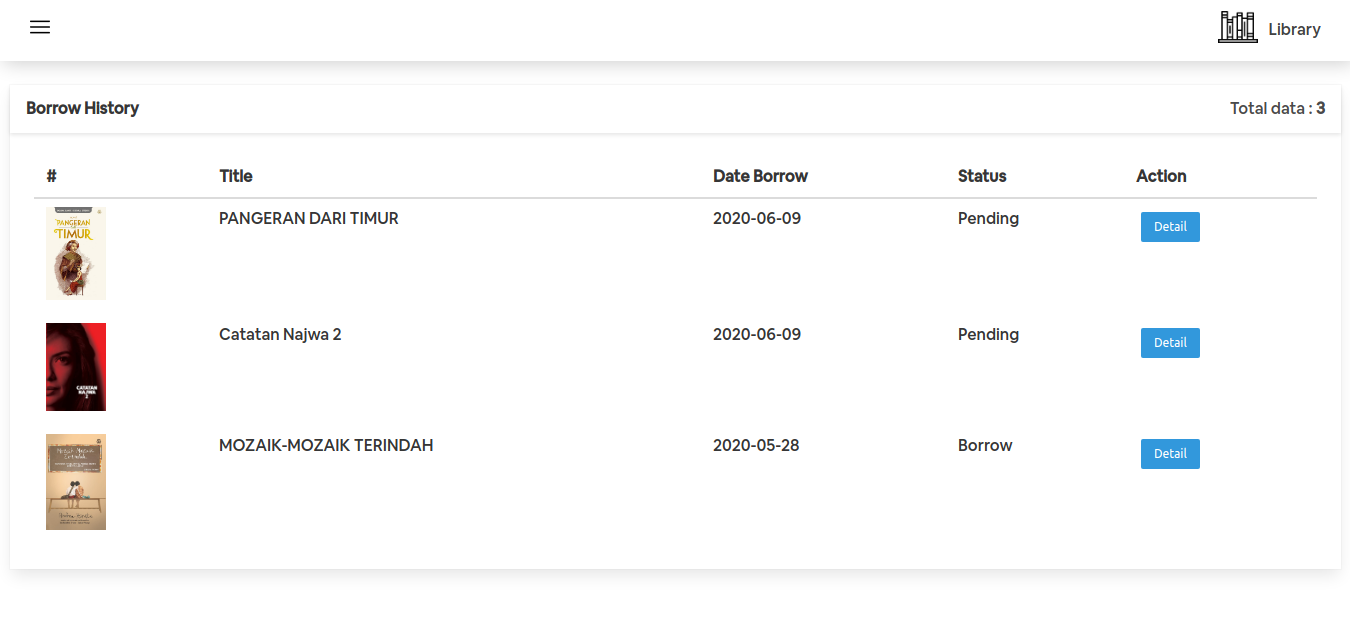 Library
Borrow History
Total data : 3
# Title Date Borrow Status Action
PANGERAN DARI TIMUR 2020-06-09 Pending Detail
PANGERAN
TIMUR
Catatan Najwa 2 2020-06-09 Pending Detail
CATATAN
NAJWA
2
MOZAIK-MOZAIK TERINDAH 2020-05-28 Borrow Detail